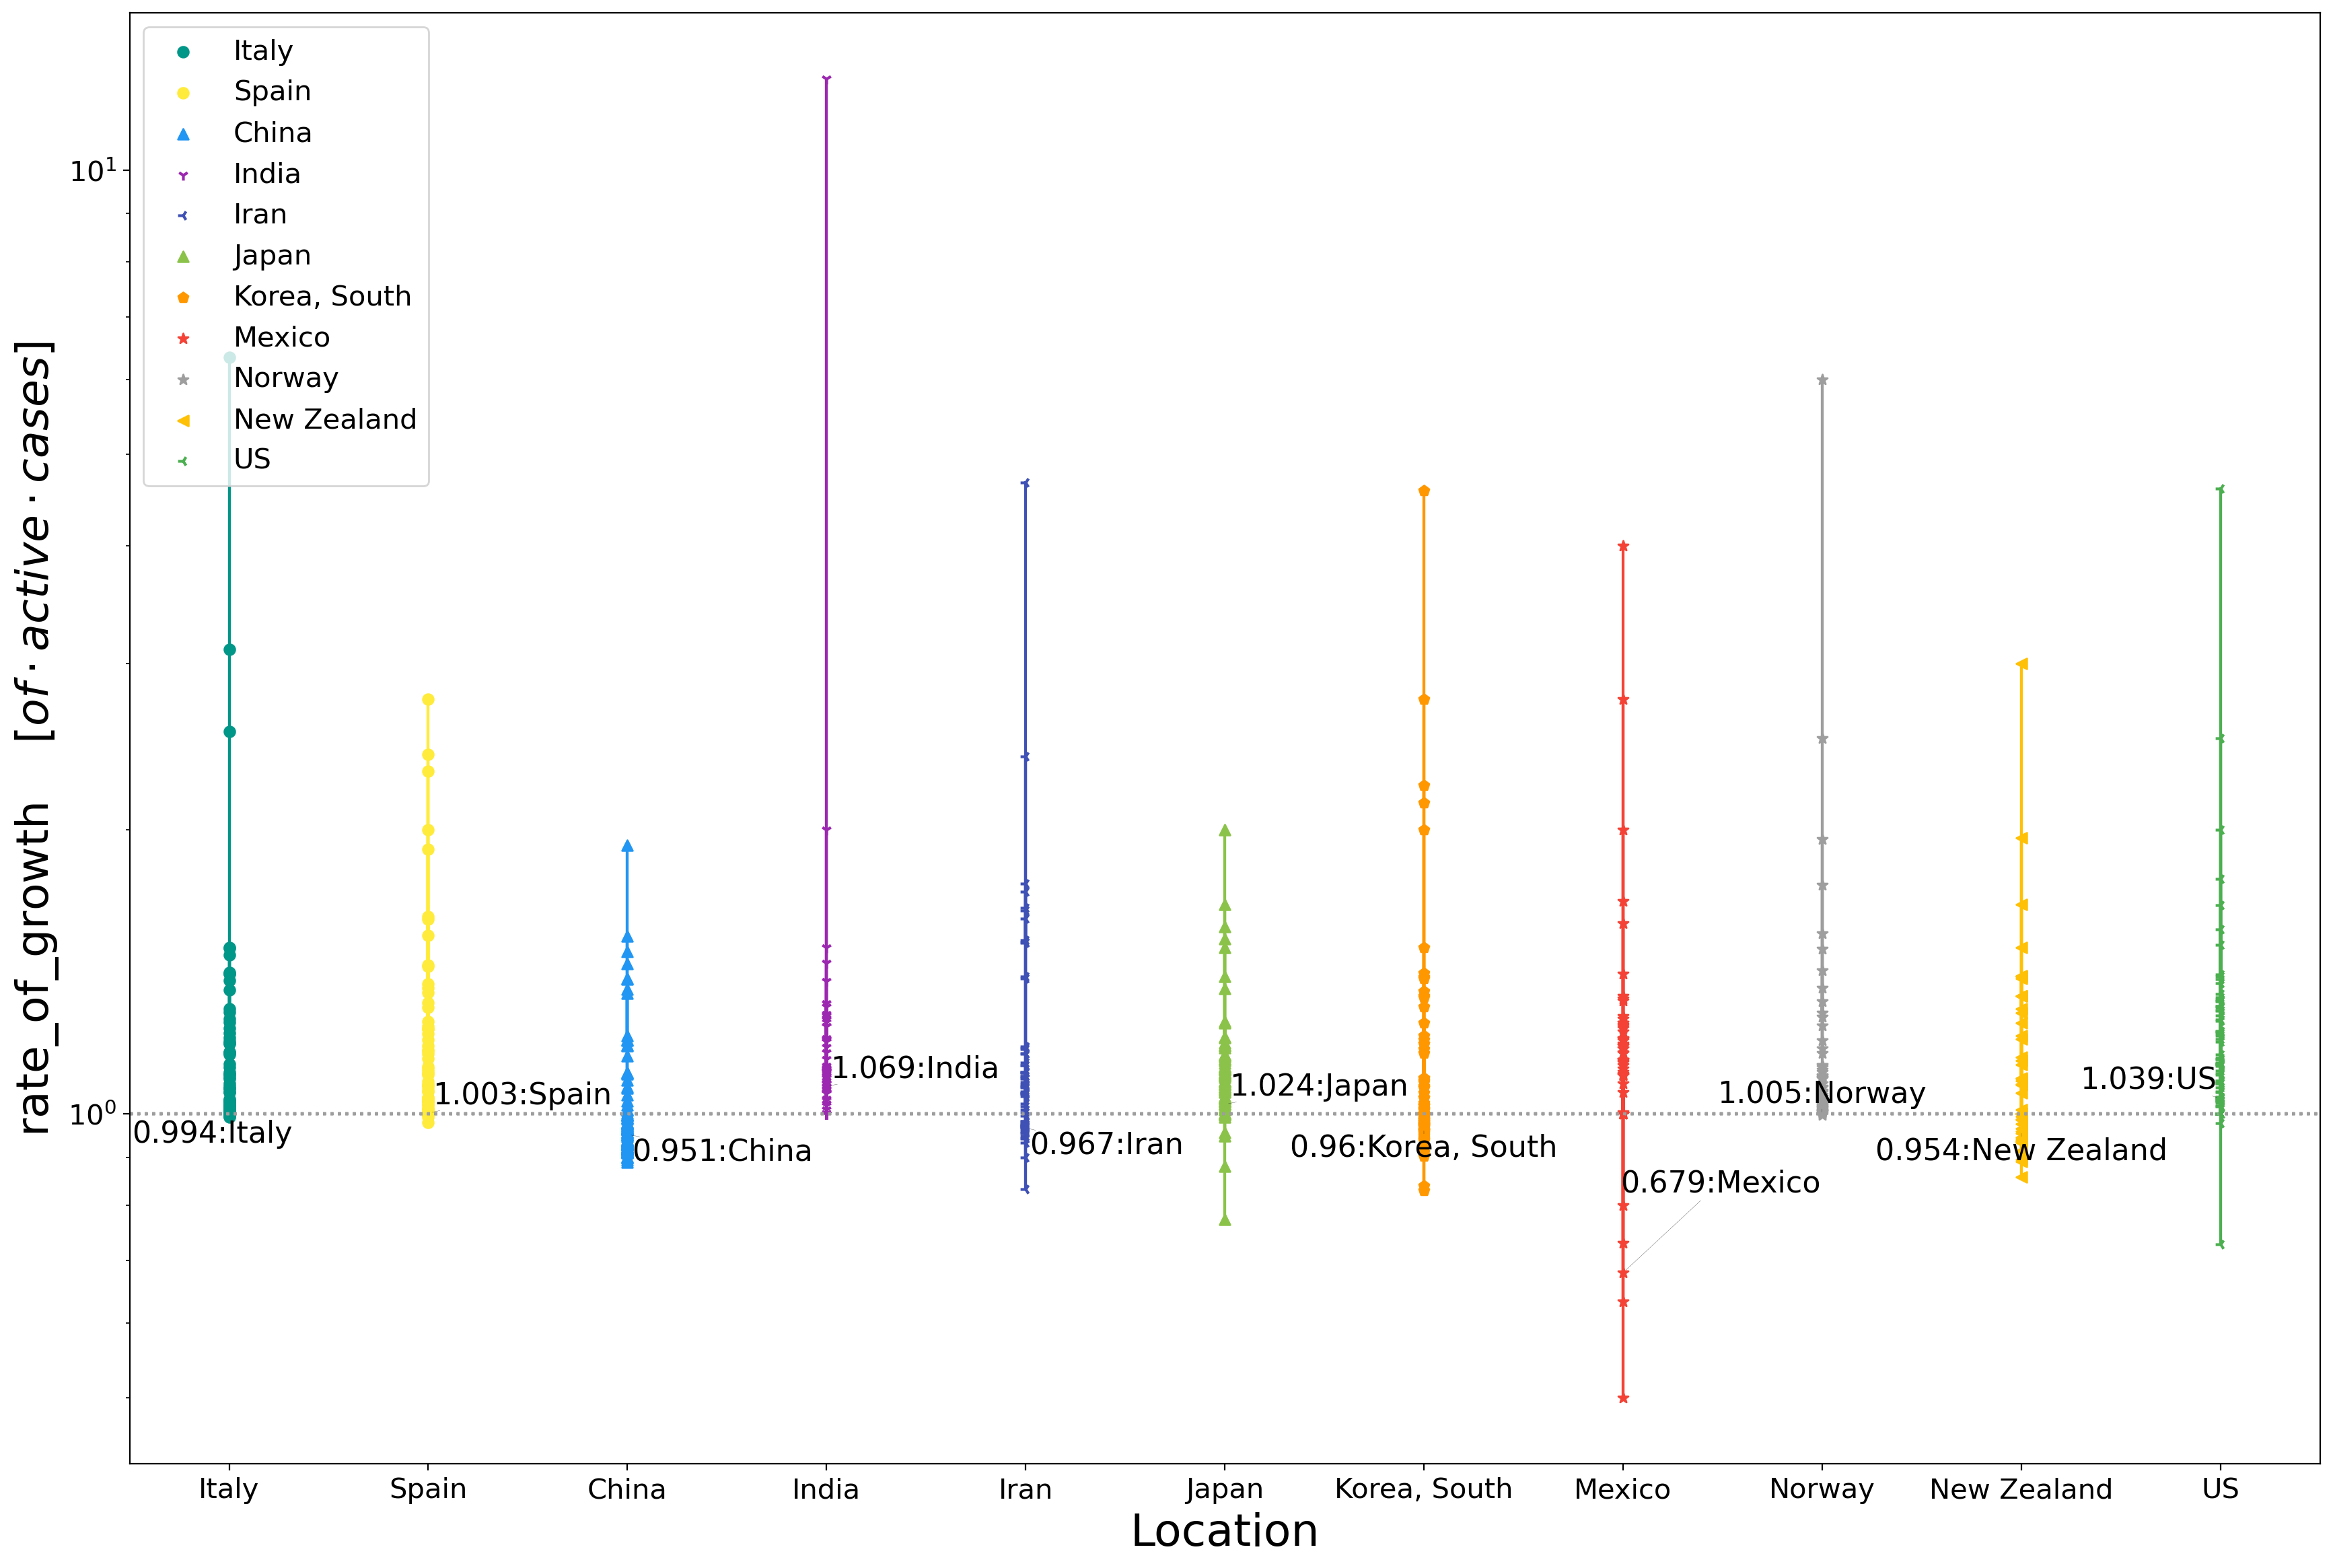 Italy
Spain
China
India
Iran
Japan
Korea, South
Mexico
Norway
New Zealand
US
10¹
10⁰
rate_of_growth [of · active · cases]
1.069:India
1.039:US
1.024:Japan
1.003:Spain
1.005:Norway
0.994:Italy
0.967:Iran
0.96:Korea, South
0.951:China
0.954:New Zealand
0.679:Mexico
Italy Spain China India Iran Japan Korea, South Mexico Norway New Zealand US
Location